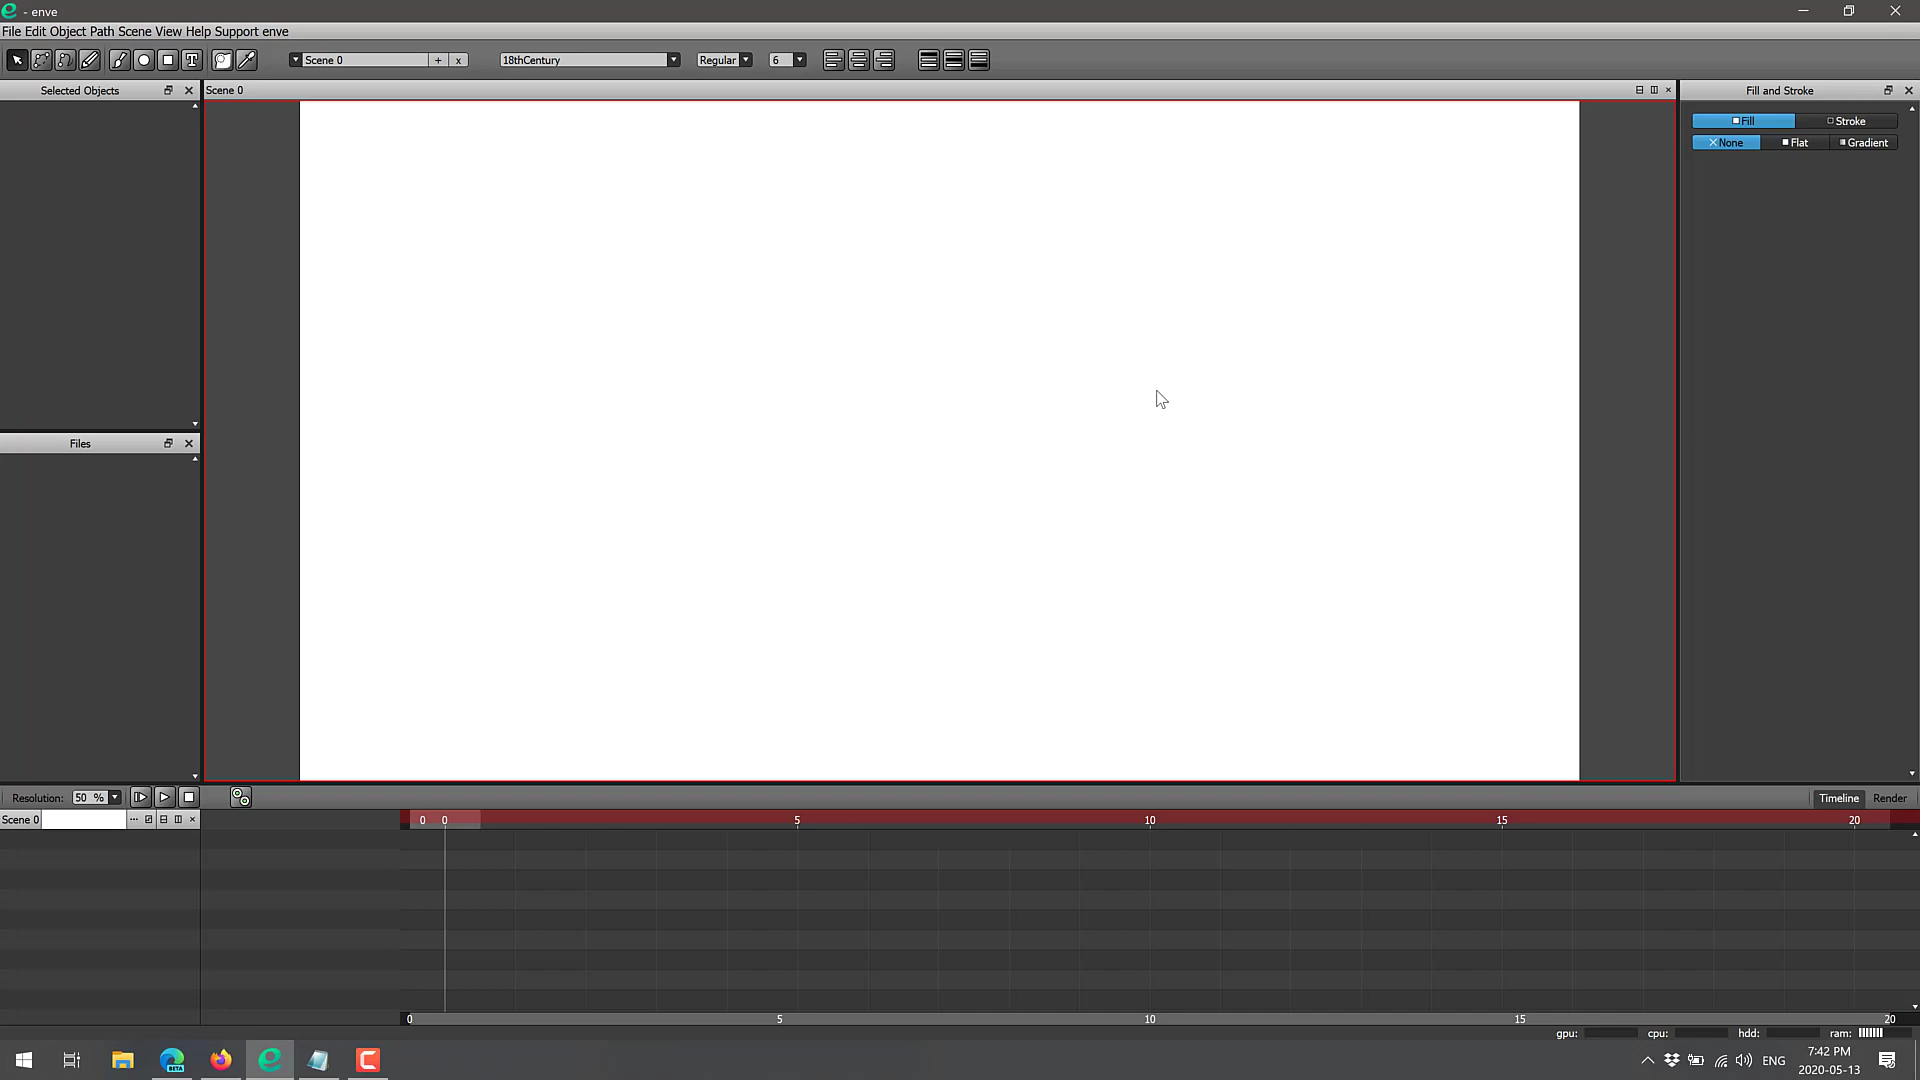 - enve
File Edit Object Path Scene View Help Support enve
Scene 0 + x 18thCentury Regular 6
Selected Objects
Scene 0
Fill and Stroke
Fill Stroke
None Flat Gradient
Files
Resolution: 50 % Timeline Render
Scene 0 0 0 5 10 15 20
0 5 10 15 20
gpu: cpu: hdd: ram:
BETA
ENG
7:42 PM
2020-05-13